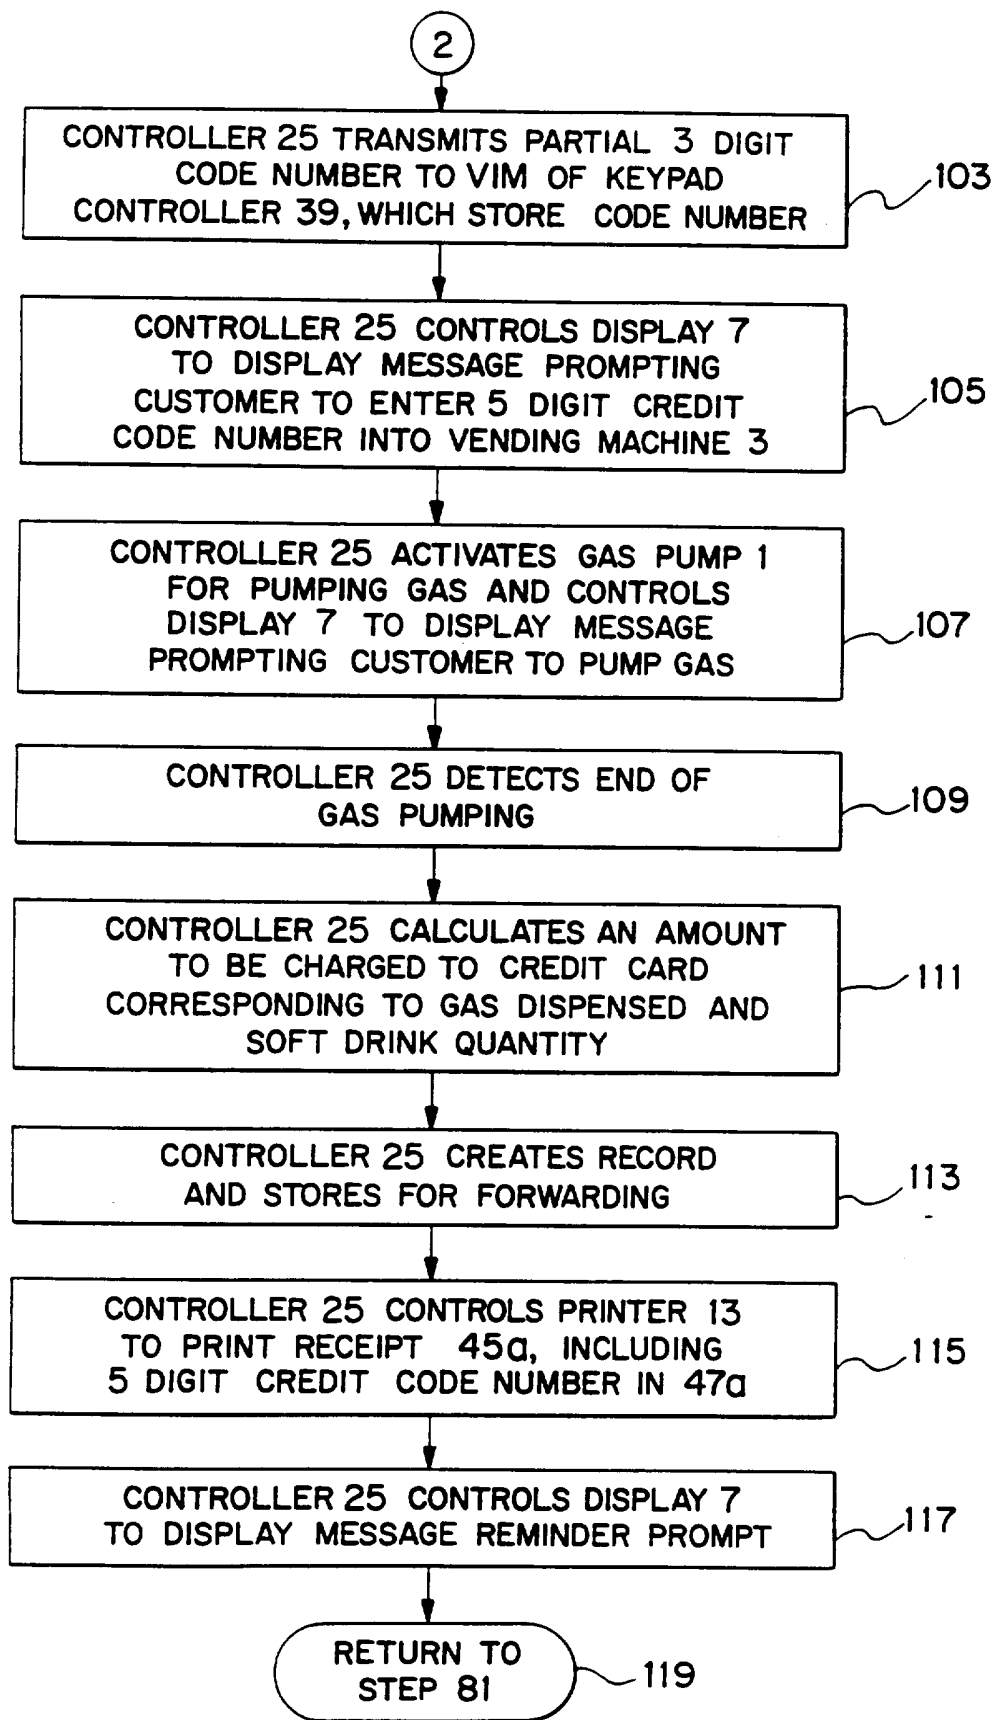 2
CONTROLLER 25 TRANSMITS PARTIAL 3 DIGIT
CODE NUMBER TO VIM OF KEYPAD
CONTROLLER 39, WHICH STORE CODE NUMBER
103
CONTROLLER 25 CONTROLS DISPLAY 7
TO DISPLAY MESSAGE PROMPTING
CUSTOMER TO ENTER 5 DIGIT CREDIT
CODE NUMBER INTO VENDING MACHINE 3
105
CONTROLLER 25 ACTIVATES GAS PUMP 1
FOR PUMPING GAS AND CONTROLS
DISPLAY 7 TO DISPLAY MESSAGE
PROMPTING CUSTOMER TO PUMP GAS
107
CONTROLLER 25 DETECTS END OF
GAS PUMPING
109
CONTROLLER 25 CALCULATES AN AMOUNT
TO BE CHARGED TO CREDIT CARD
CORRESPONDING TO GAS DISPENSED AND
SOFT DRINK QUANTITY
111
CONTROLLER 25 CREATES RECORD
AND STORES FOR FORWARDING
113
CONTROLLER 25 CONTROLS PRINTER 13
TO PRINT RECEIPT 45a, INCLUDING
5 DIGIT CREDIT CODE NUMBER IN 47a
115
CONTROLLER 25 CONTROLS DISPLAY 7
TO DISPLAY MESSAGE REMINDER PROMPT
117
RETURN TO
STEP 81
119